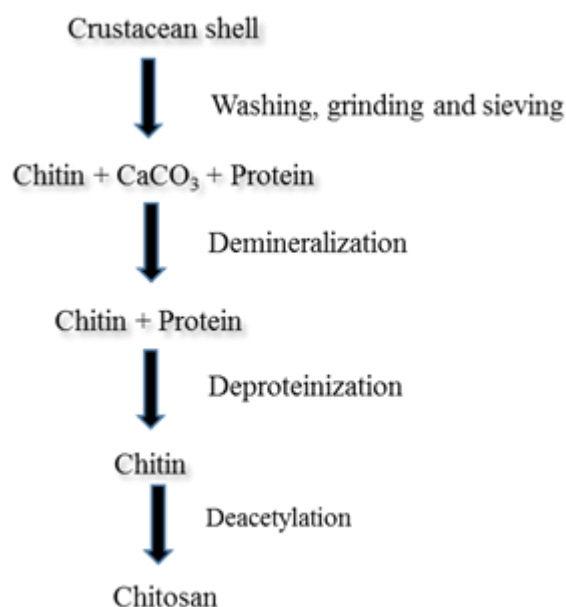 Crustacean shell
Washing, grinding and sieving
Chitin + CaCO₃ + Protein
Demineralization
Chitin + Protein
Deproteinization
Chitin
Deacetylation
Chitosan